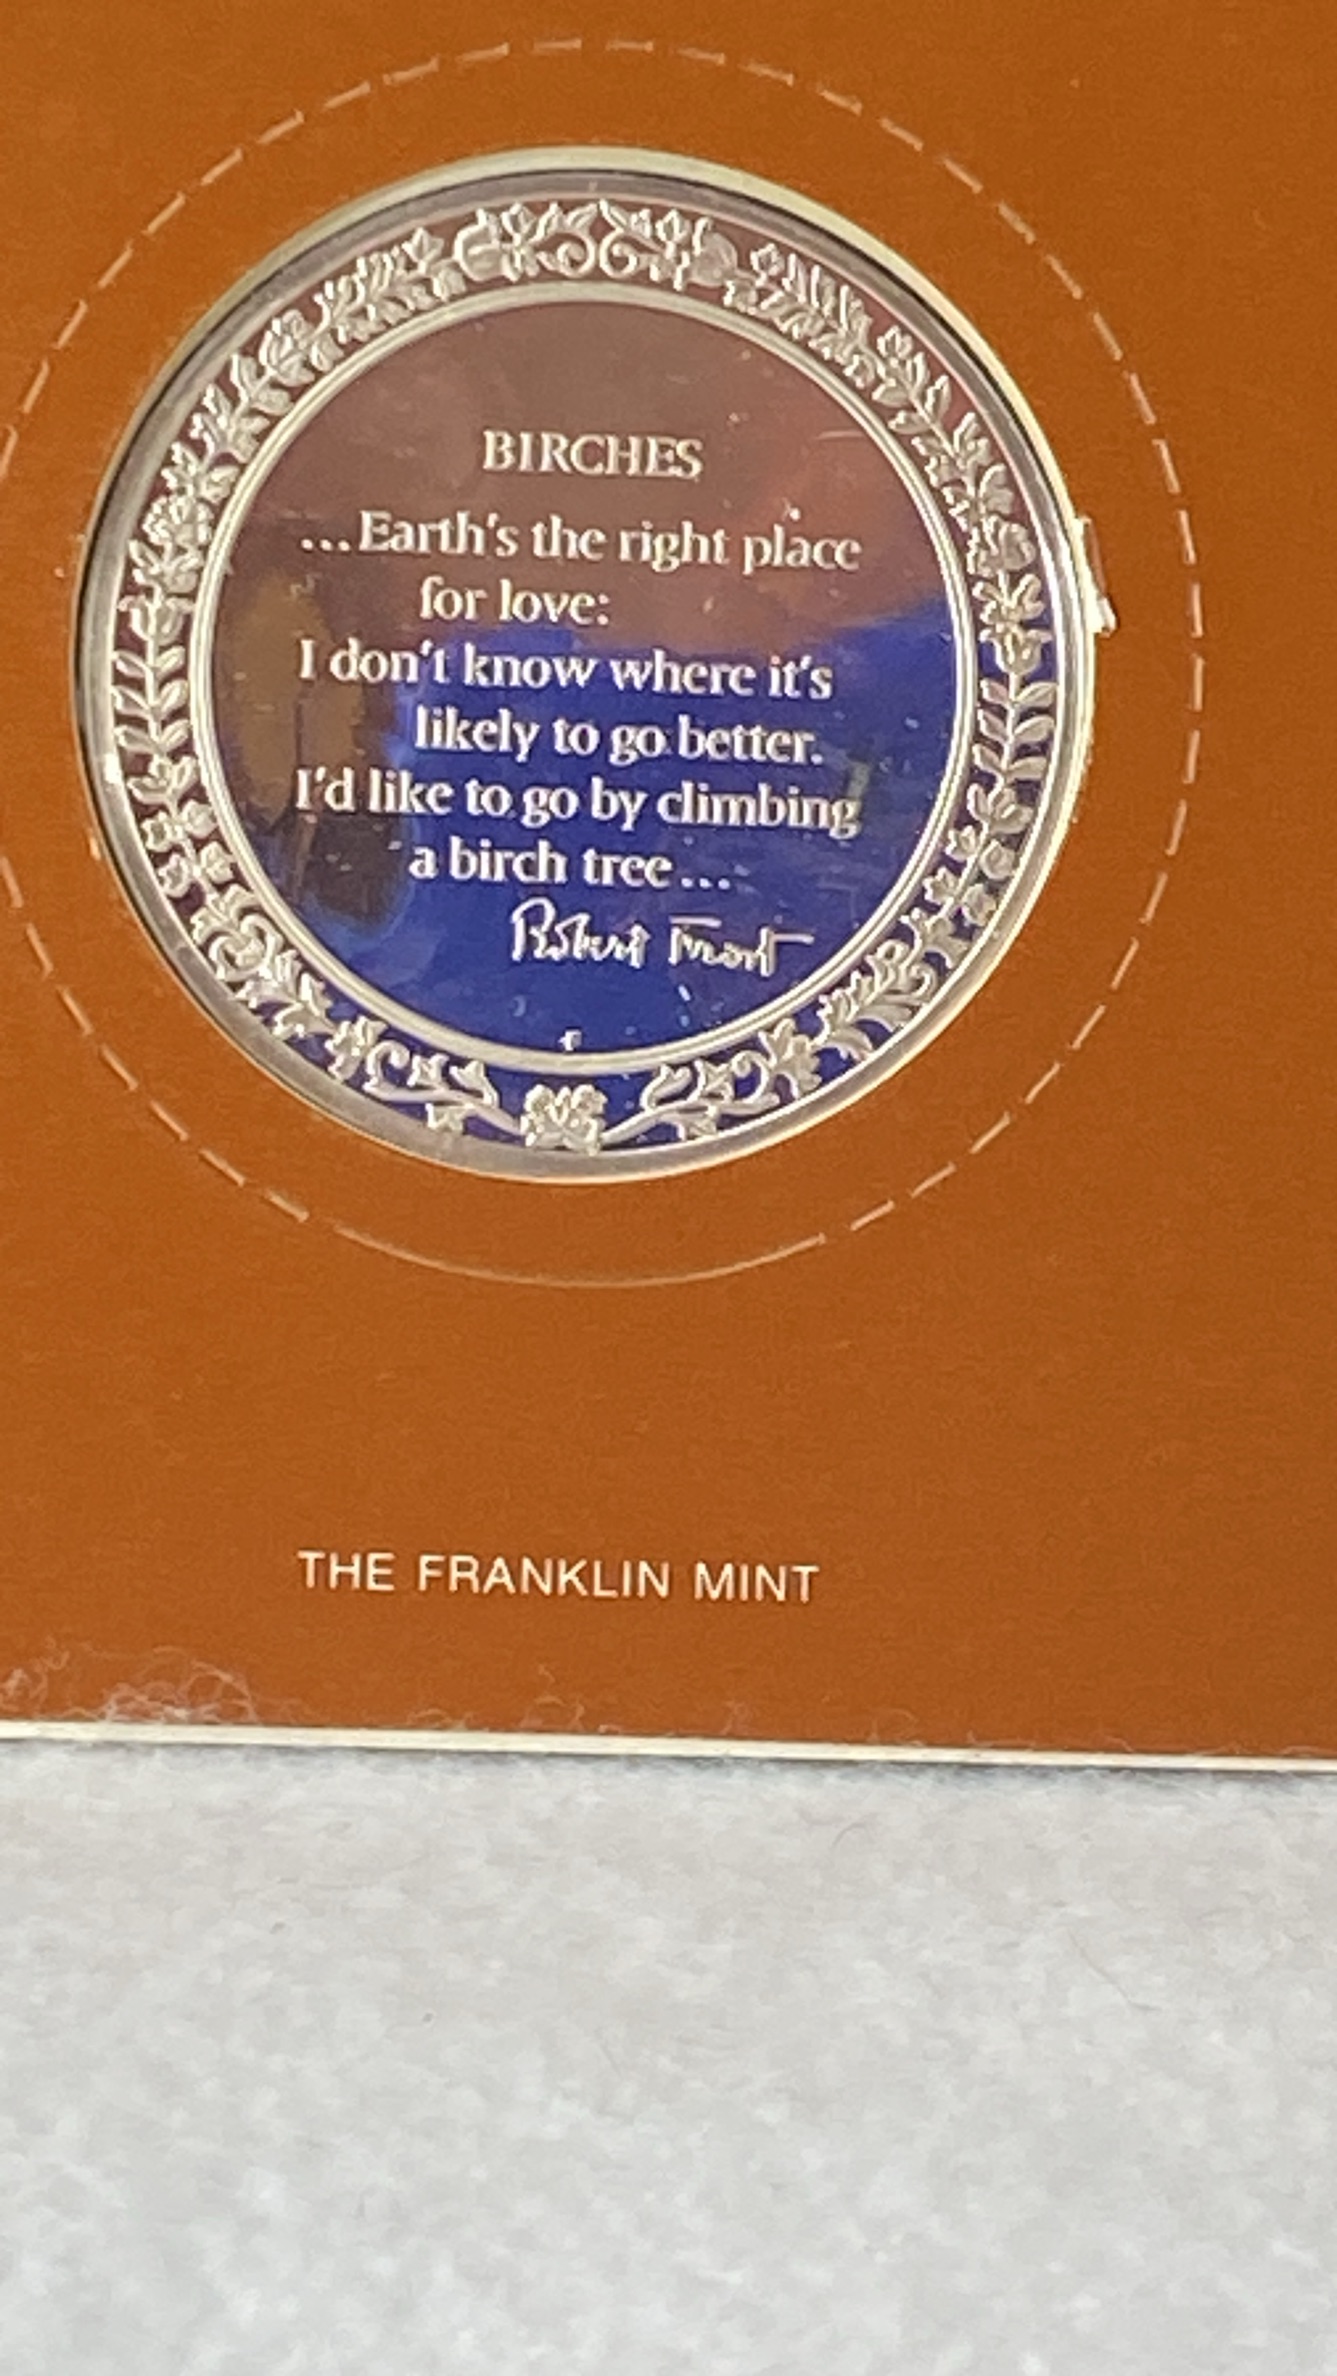 BIRCHES
...Earth's the right place
for love:
I don't know where it's
likely to go better.
I'd like to go by climbing
a birch tree...
Robert Frost
THE FRANKLIN MINT